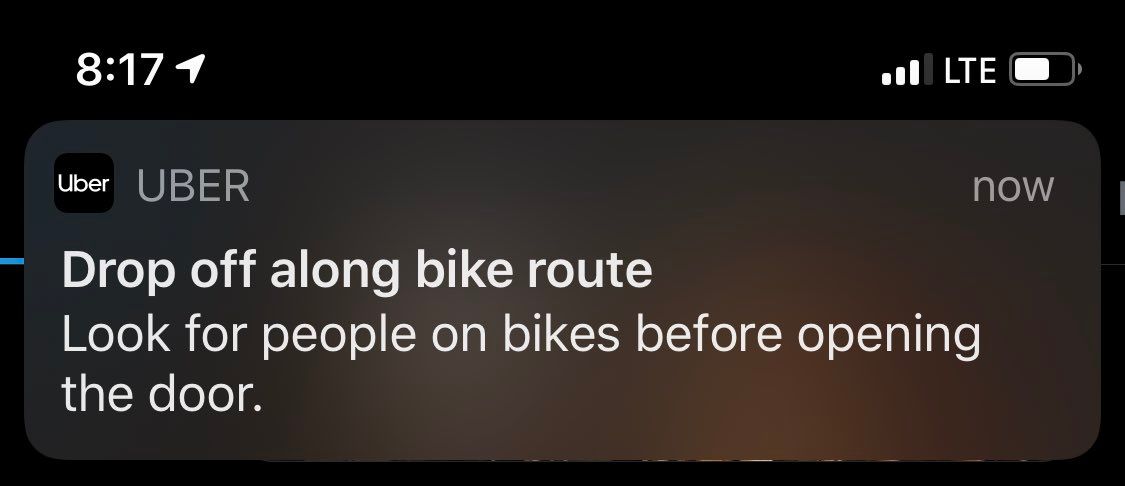 8:17 LTE
Uber UBER now
Drop off along bike route
Look for people on bikes before opening
the door.